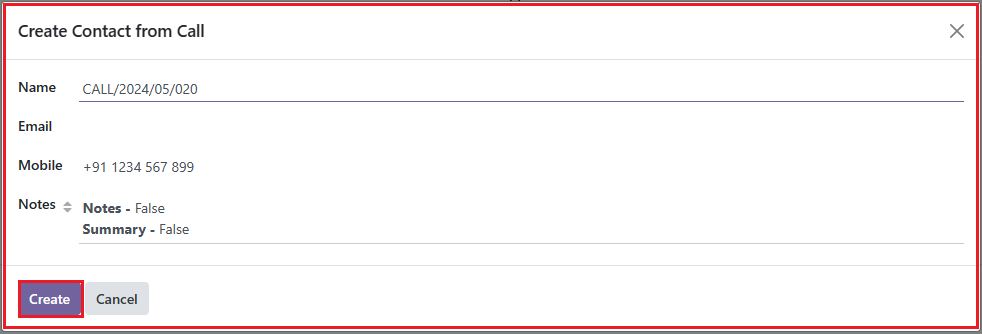 Create Contact from Call
Name CALL/2024/05/020
Email
Mobile +91 1234 567 899
Notes Notes - False
Summary - False
Create Cancel